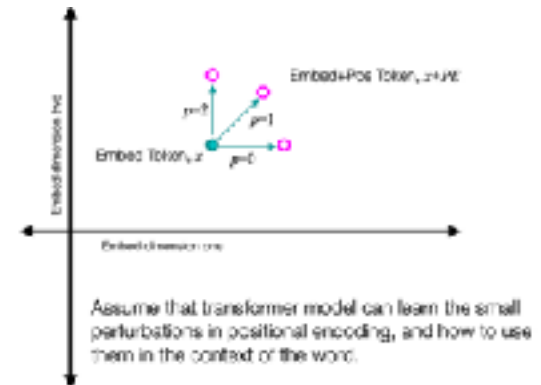 Embed+Pos Token, x+PE
p=2
p=1
Embed Token, x
p=0
Embed dimension two
Embed dimension one
Assume that transformer model can learn the small
perturbations in positional encoding, and how to use
them in the context of the word.